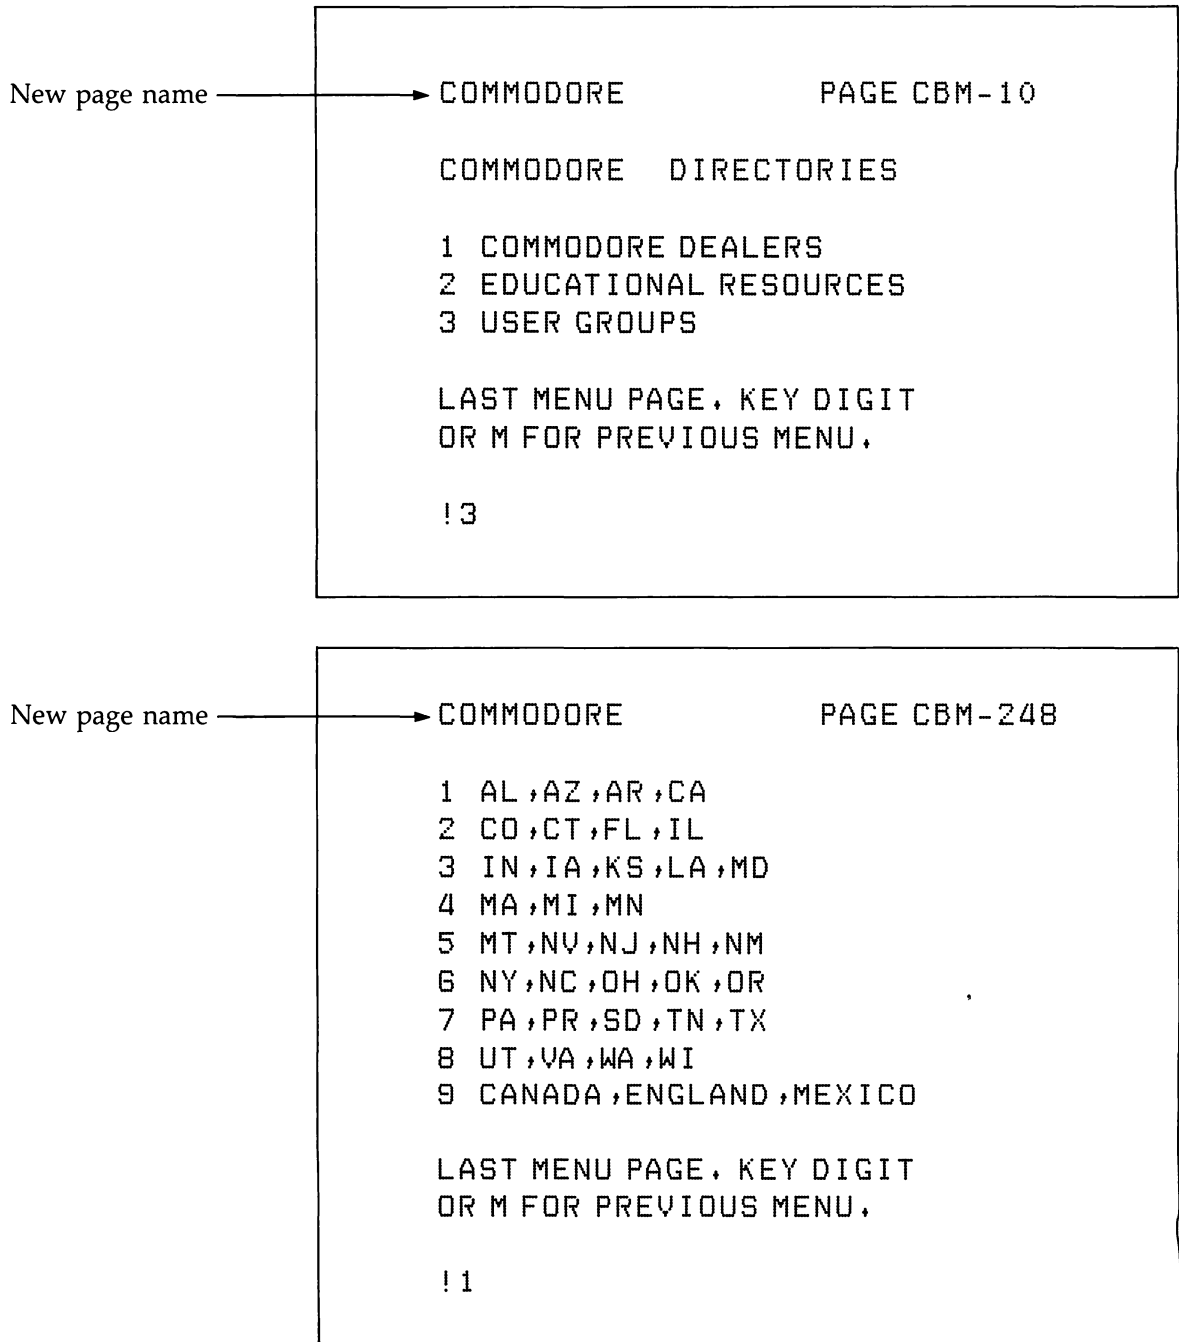 New page name COMMODORE PAGE CBM-10
COMMODORE DIRECTORIES
1 COMMODORE DEALERS
2 EDUCATIONAL RESOURCES
3 USER GROUPS
LAST MENU PAGE. KEY DIGIT
OR M FOR PREVIOUS MENU.
!3
New page name COMMODORE PAGE CBM-248
1 AL,AZ,AR,CA
2 CO,CT,FL,IL
3 IN,IA,KS,LA,MD
4 MA,MI,MN
5 MT,NV,NJ,NH,NM
6 NY,NC,OH,OK,OR
7 PA,PR,SD,TN,TX
8 UT,VA,WA,WI
9 CANADA,ENGLAND,MEXICO
LAST MENU PAGE. KEY DIGIT
OR M FOR PREVIOUS MENU.
!1